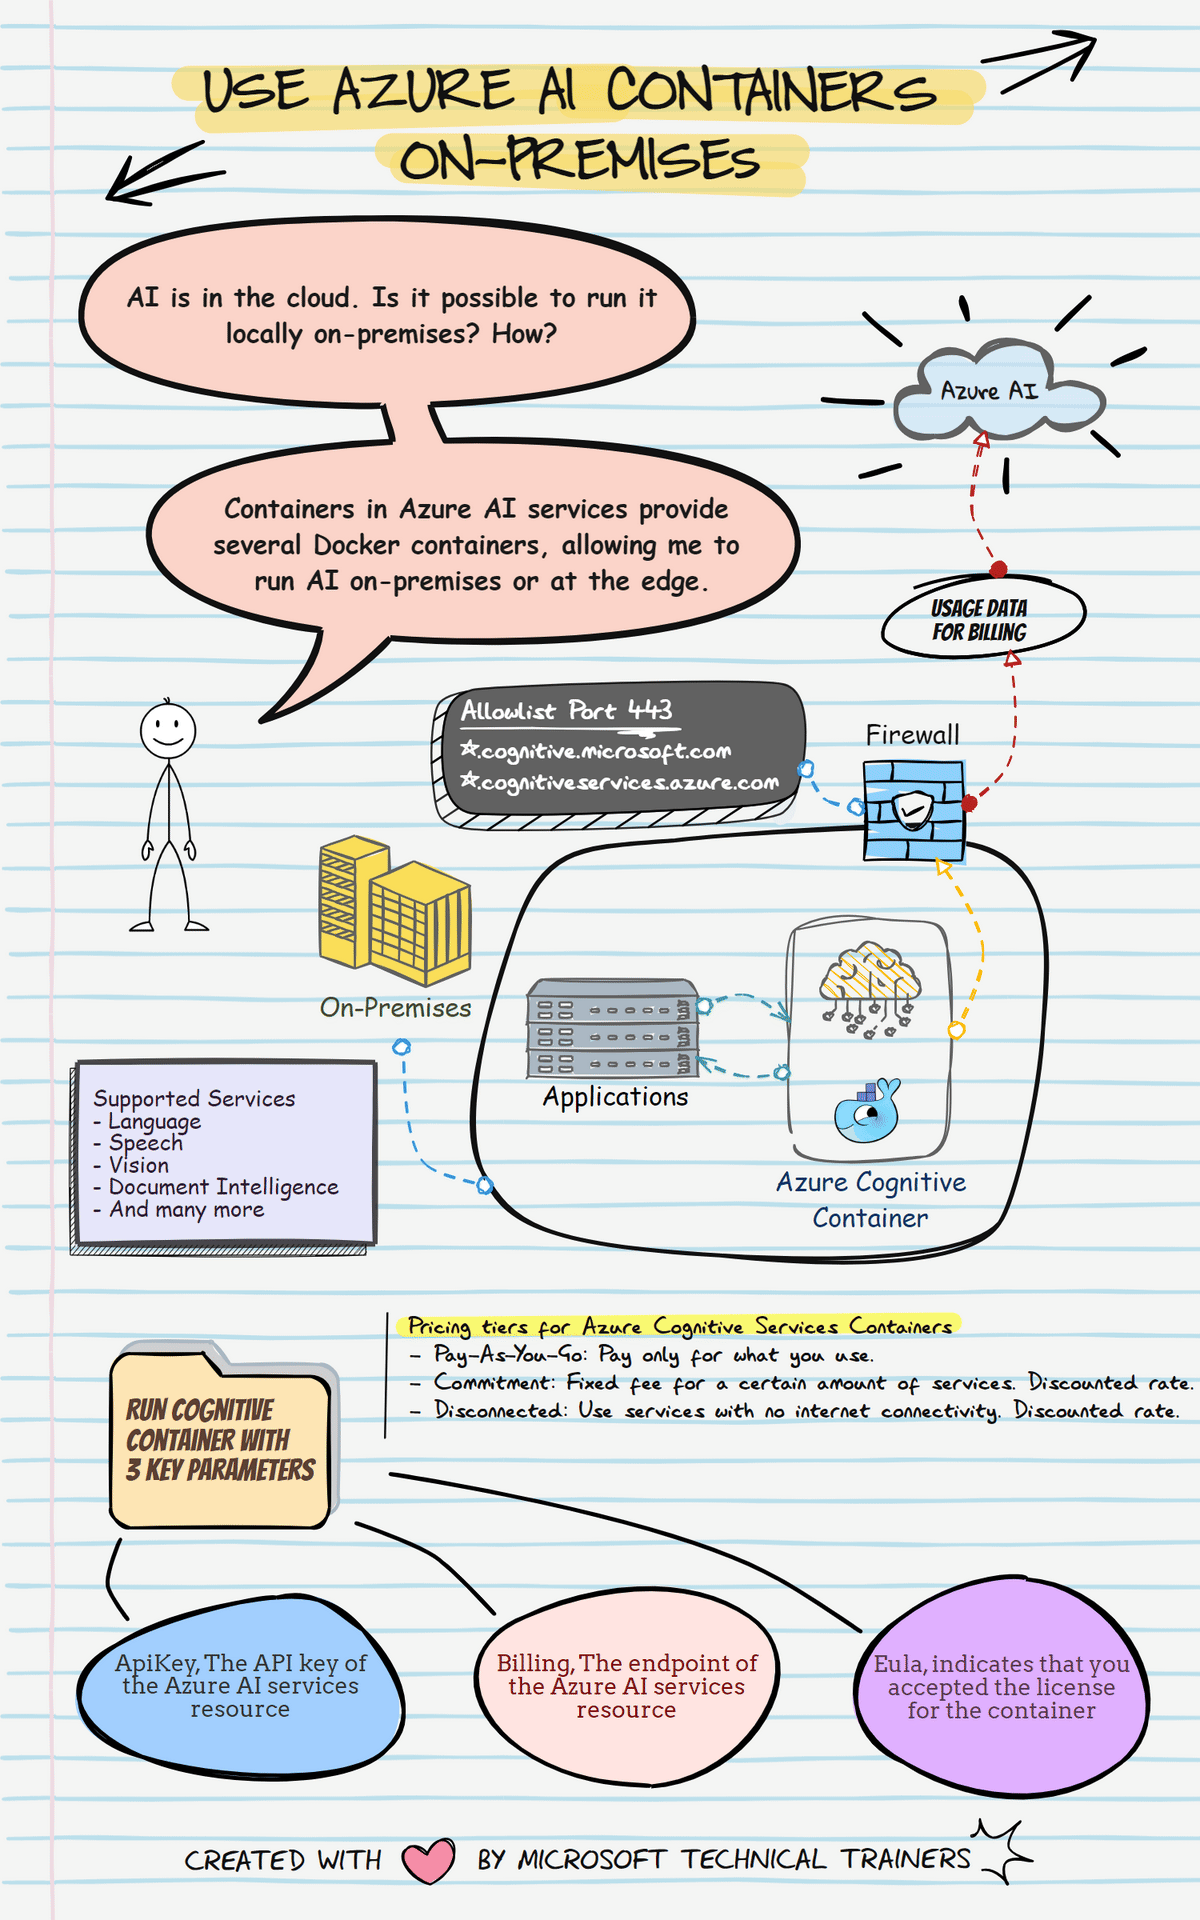 USE AZURE AI CONTAINERS
ON-PREMISES
AI is in the cloud. Is it possible to run it
locally on-premises? How?
Azure AI
Containers in Azure AI services provide
several Docker containers, allowing me to
run AI on-premises or at the edge.
USAGE DATA
FOR BILLING
Allowlist Port 443
*.cognitive.microsoft.com
*.cognitiveservices.azure.com
Firewall
On-Premises
Applications
Azure Cognitive
Container
Supported Services
- Language
- Speech
- Vision
- Document Intelligence
- And many more
Pricing tiers for Azure Cognitive Services Containers
- Pay-As-You-Go: Pay only for what you use.
- Commitment: Fixed fee for a certain amount of services. Discounted rate.
- Disconnected: Use services with no internet connectivity. Discounted rate.
RUN COGNITIVE
CONTAINER WITH
3 KEY PARAMETERS
ApiKey, The API key of
the Azure AI services
resource
Billing, The endpoint of
the Azure AI services
resource
Eula, indicates that you
accepted the license
for the container
CREATED WITH BY MICROSOFT TECHNICAL TRAINERS